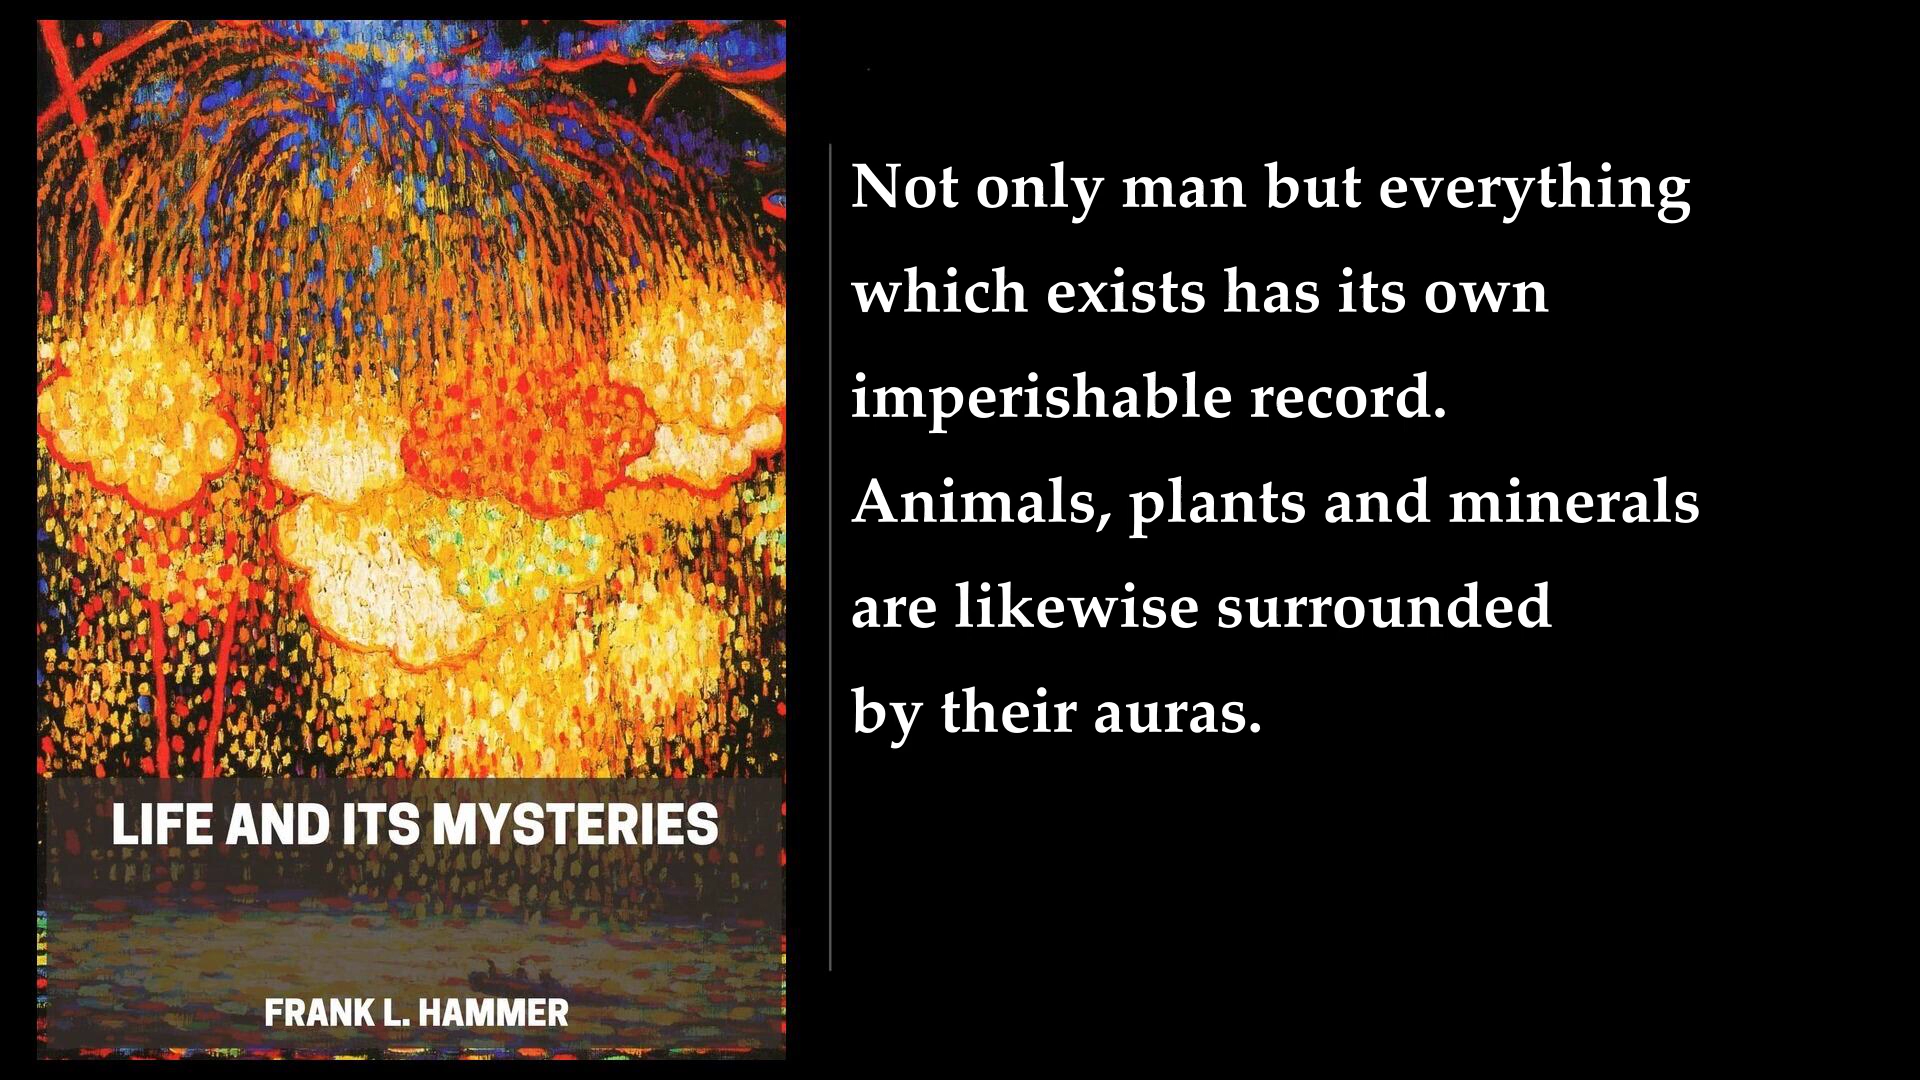 LIFE AND ITS MYSTERIES
FRANK L. HAMMER
Not only man but everything
which exists has its own
imperishable record.
Animals, plants and minerals
are likewise surrounded
by their auras.